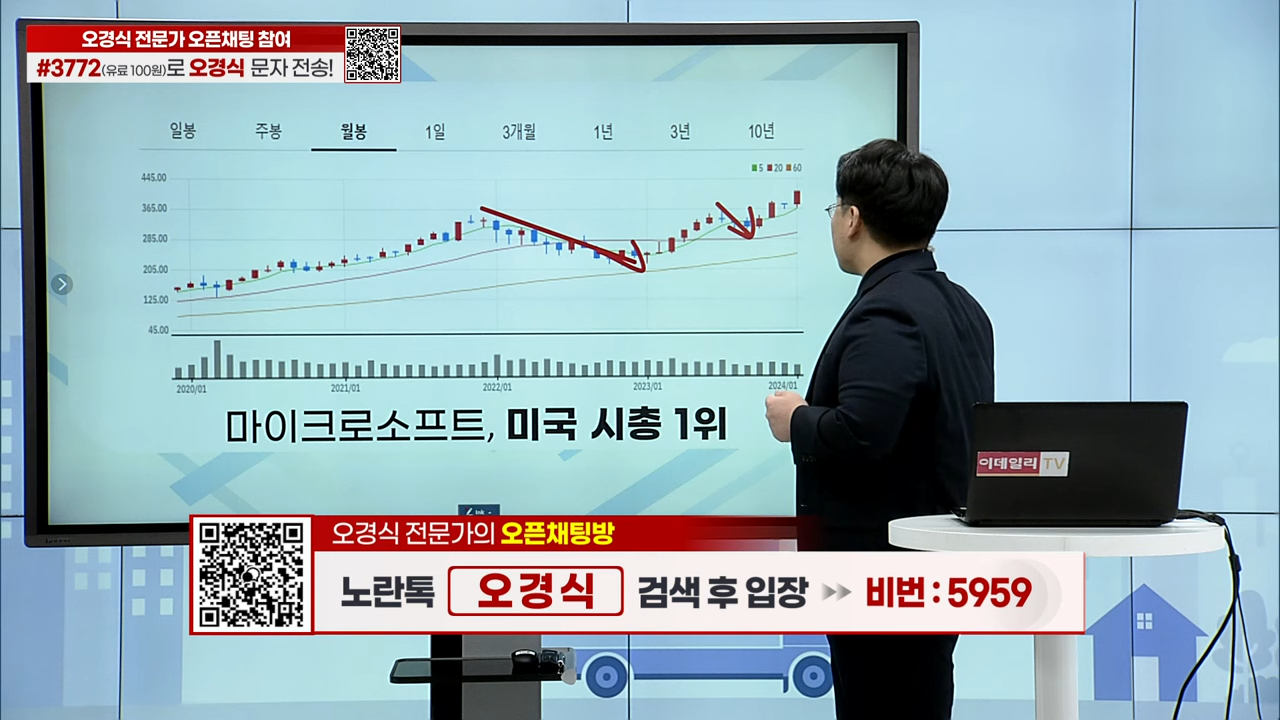 오경식 전문가 오픈채팅 참여
#3772(유료 100원)로 오경식 문자 전송!
일봉 주봉 월봉 1일 3개월 1년 3년 10년
5 20 60
445.00
365.00
285.00
205.00
125.00
45.00
2020/01 2021/01 2022/01 2023/01 2024/01
마이크로소프트, 미국 시총 1위
Ink
이데일리 TV
오경식 전문가의 오픈채팅방
노란톡 오경식 검색 후 입장 비번 : 5959